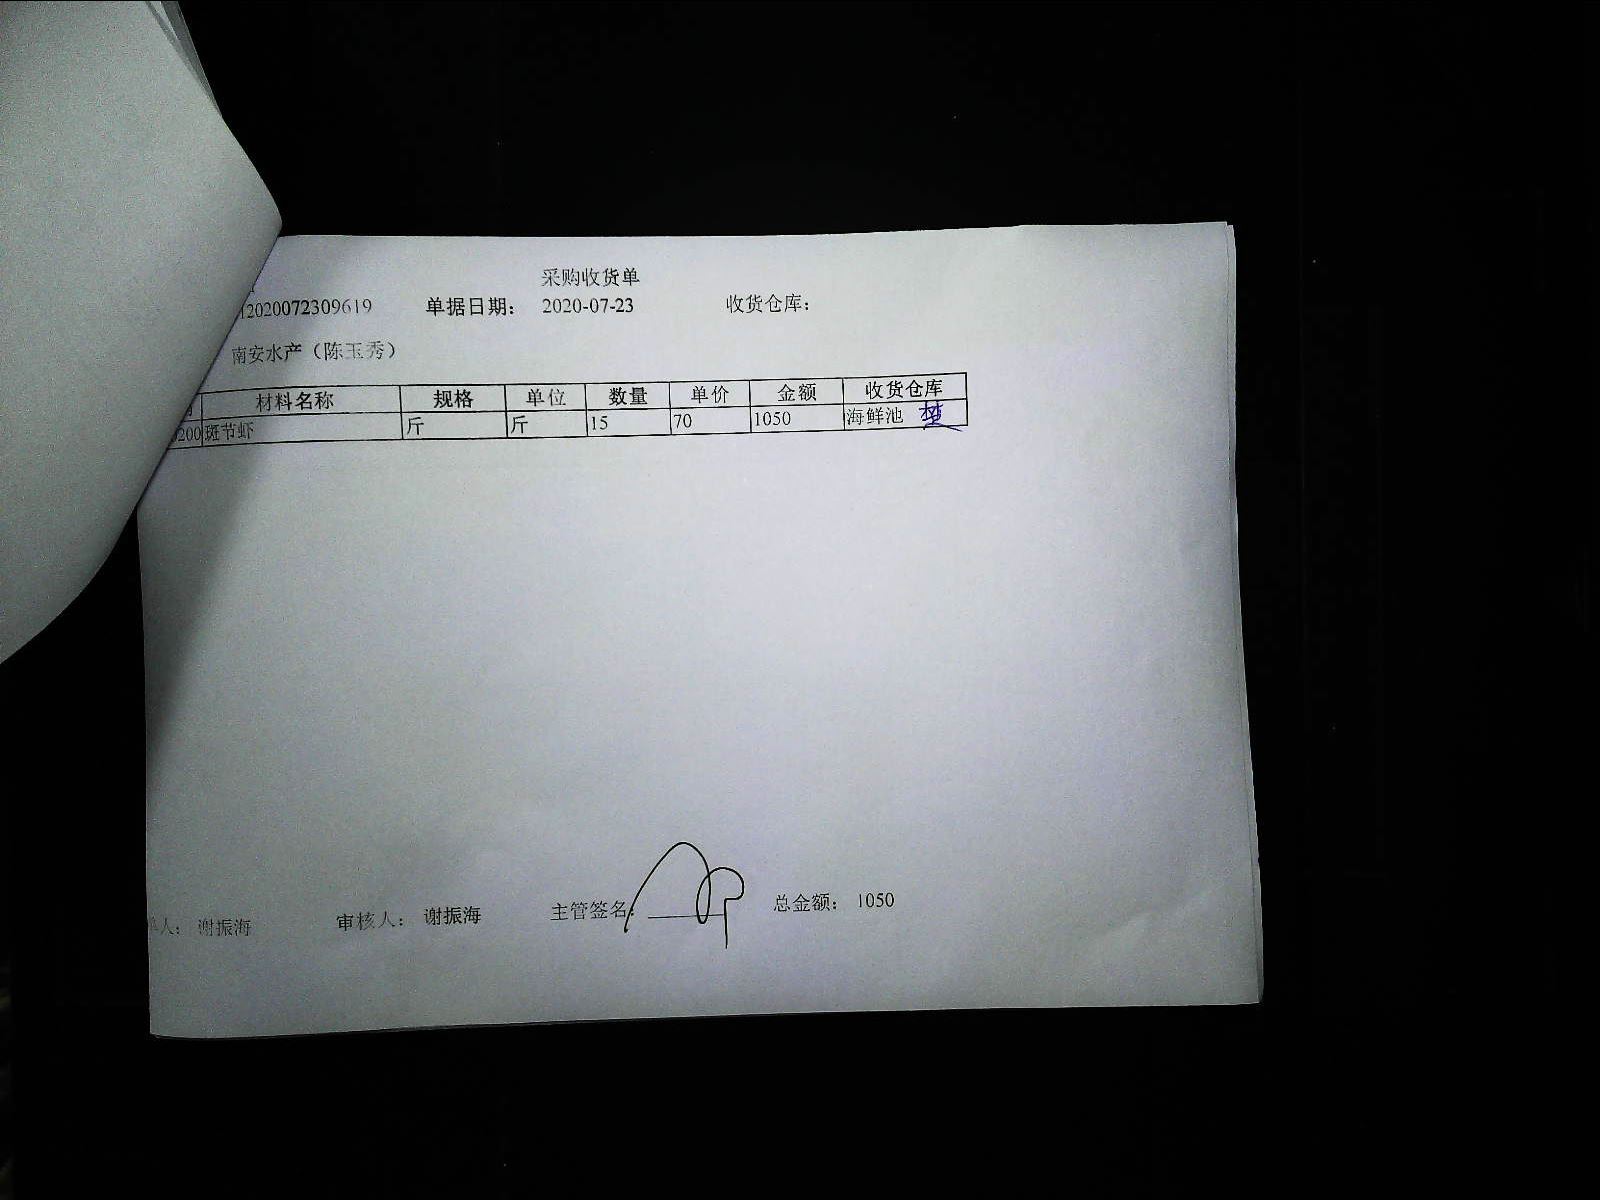 采购收货单
12020072309619 单据日期： 2020-07-23 收货仓库：
南安水产（陈玉秀）
材料名称 规格 单位 数量 单价 金额 收货仓库
0200 斑节虾 斤 斤 15 70 1050 海鲜池
单人： 谢振海 审核人： 谢振海 主管签名： 总金额： 1050